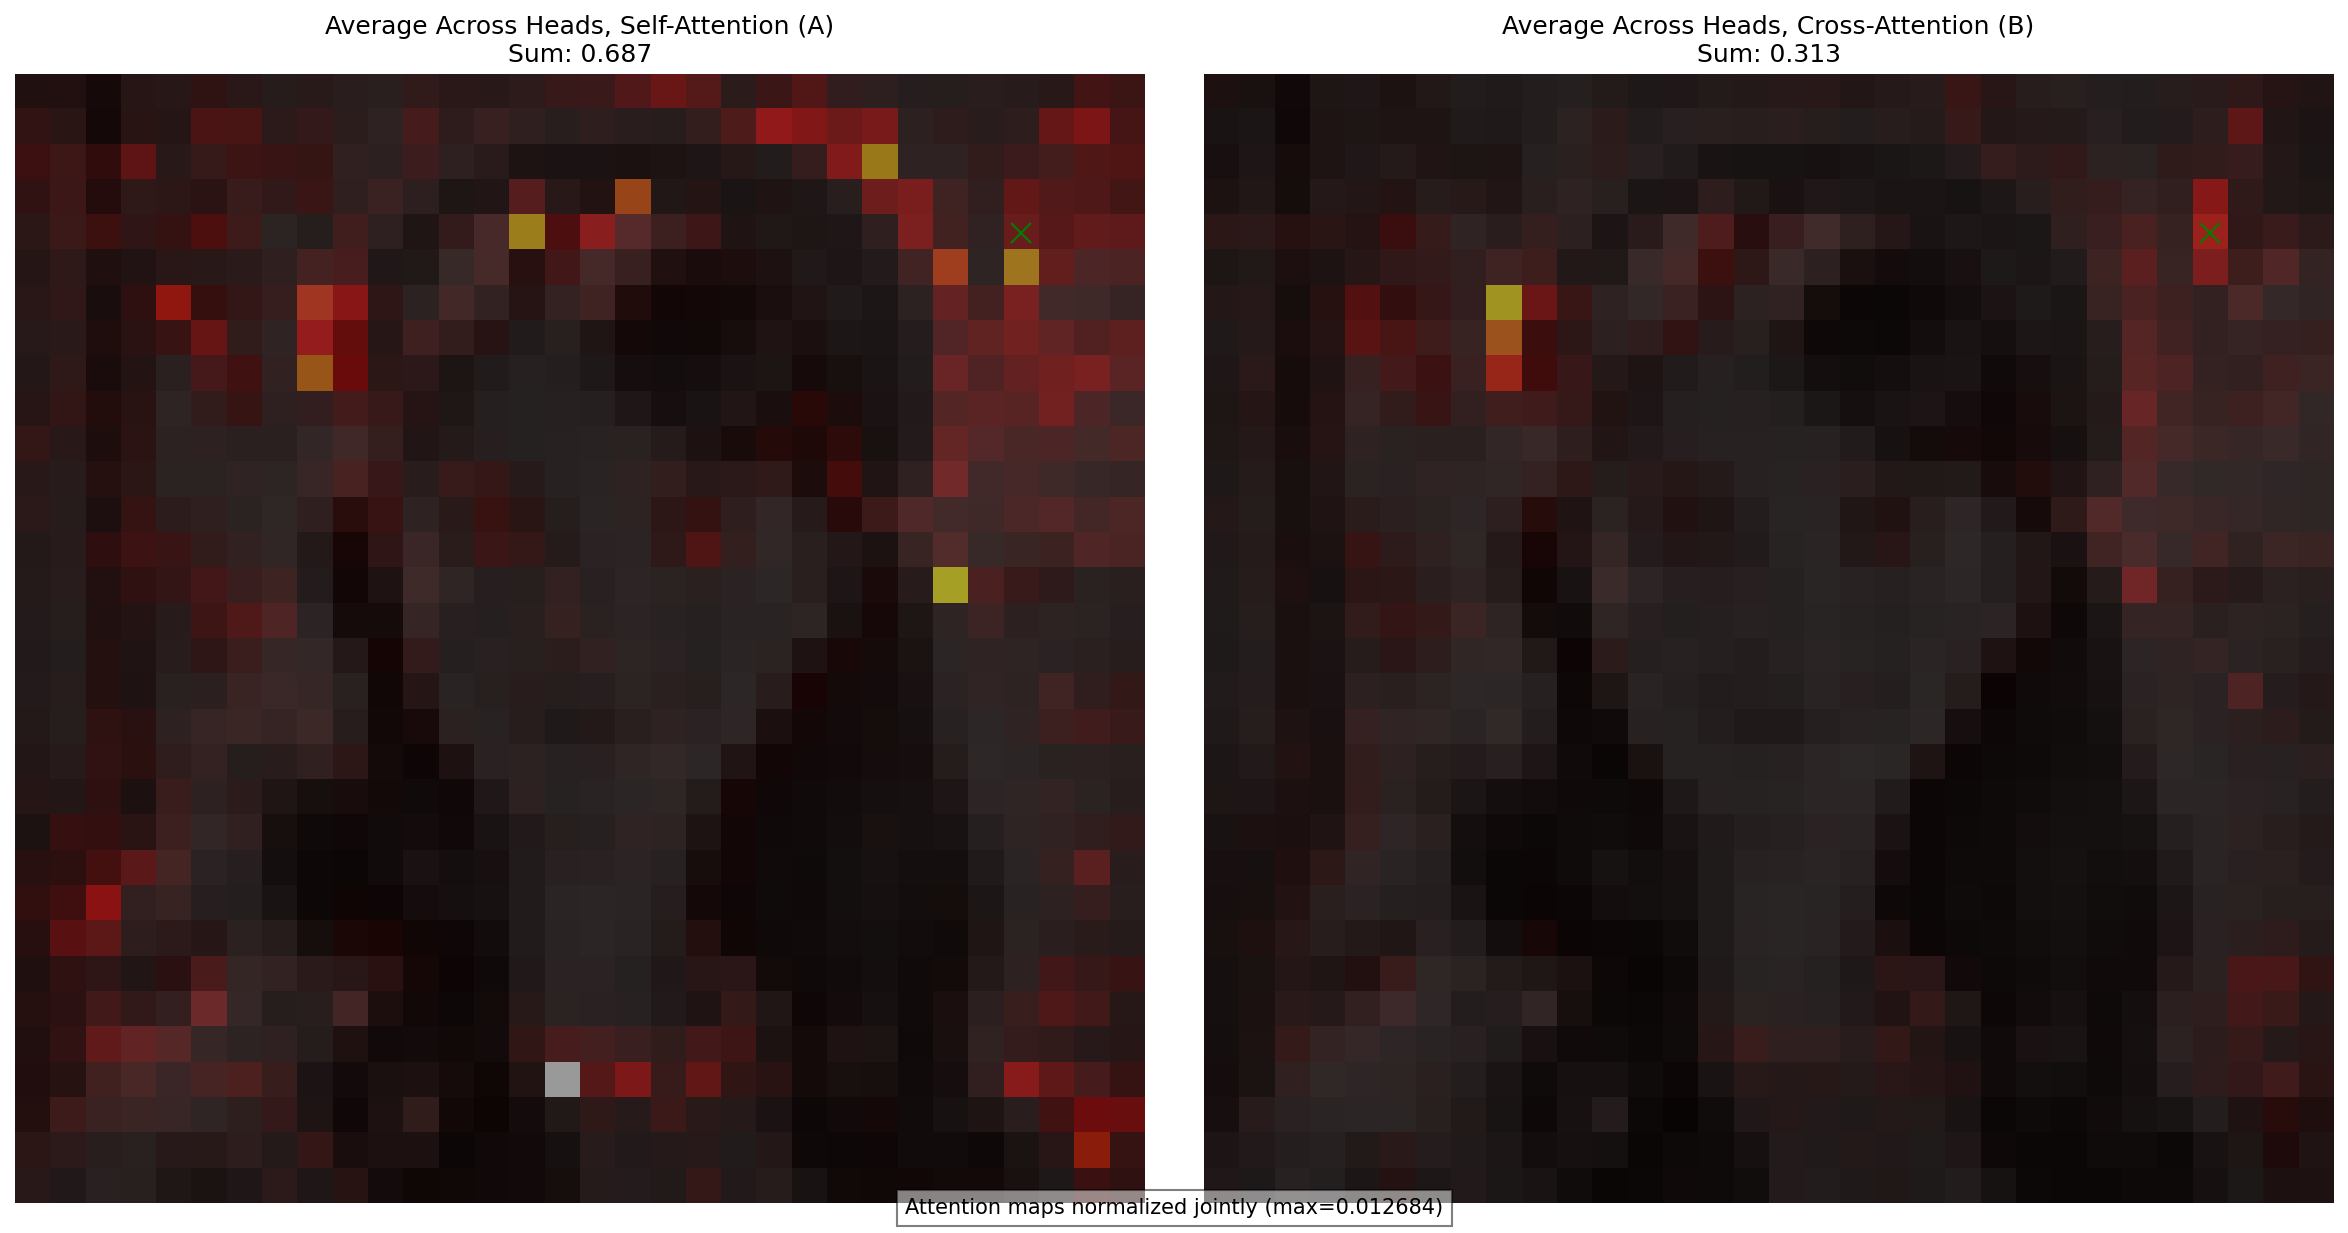 Average Across Heads, Self-Attention (A)
Sum: 0.687
Average Across Heads, Cross-Attention (B)
Sum: 0.313
Attention maps normalized jointly (max=0.012684)